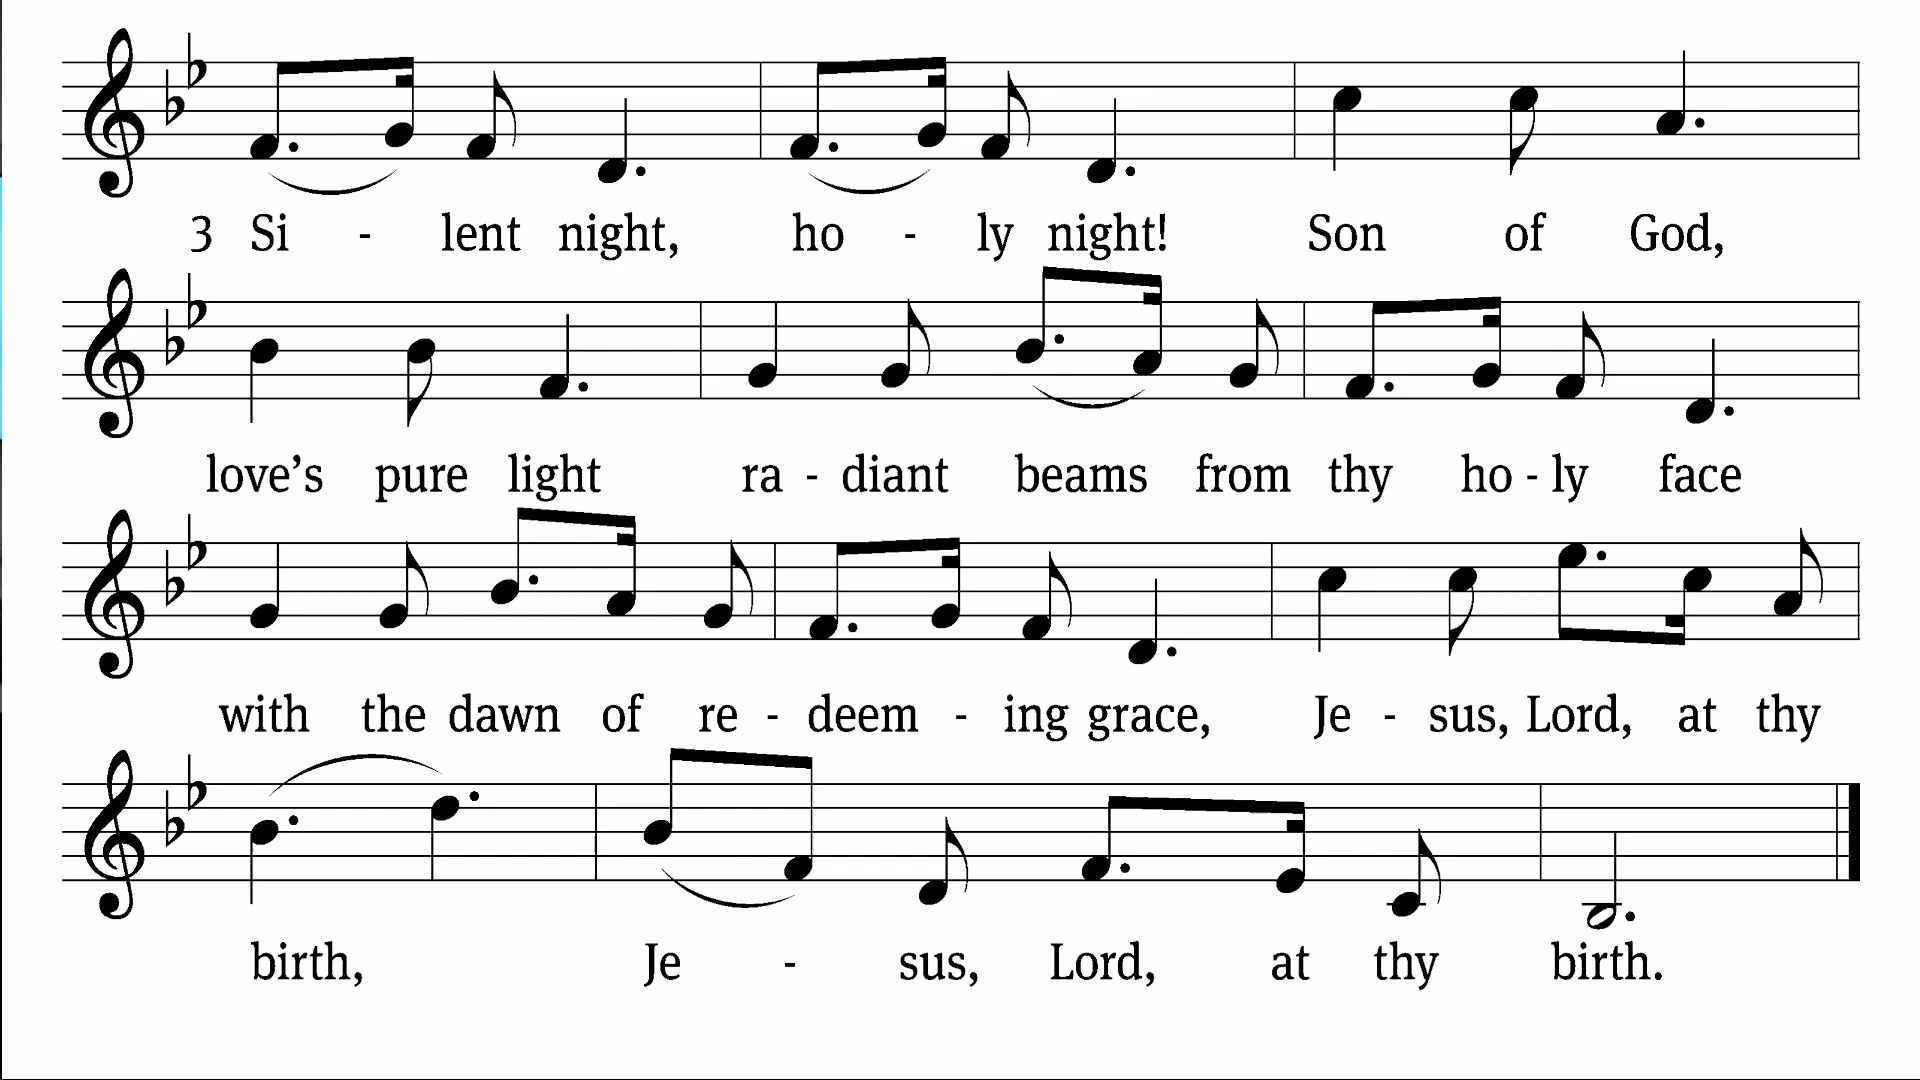 3 Si - lent night, ho - ly night! Son of God,
love’s pure light ra - diant beams from thy ho - ly face
with the dawn of re - deem - ing grace, Je - sus, Lord, at thy
birth, Je - sus, Lord, at thy birth.